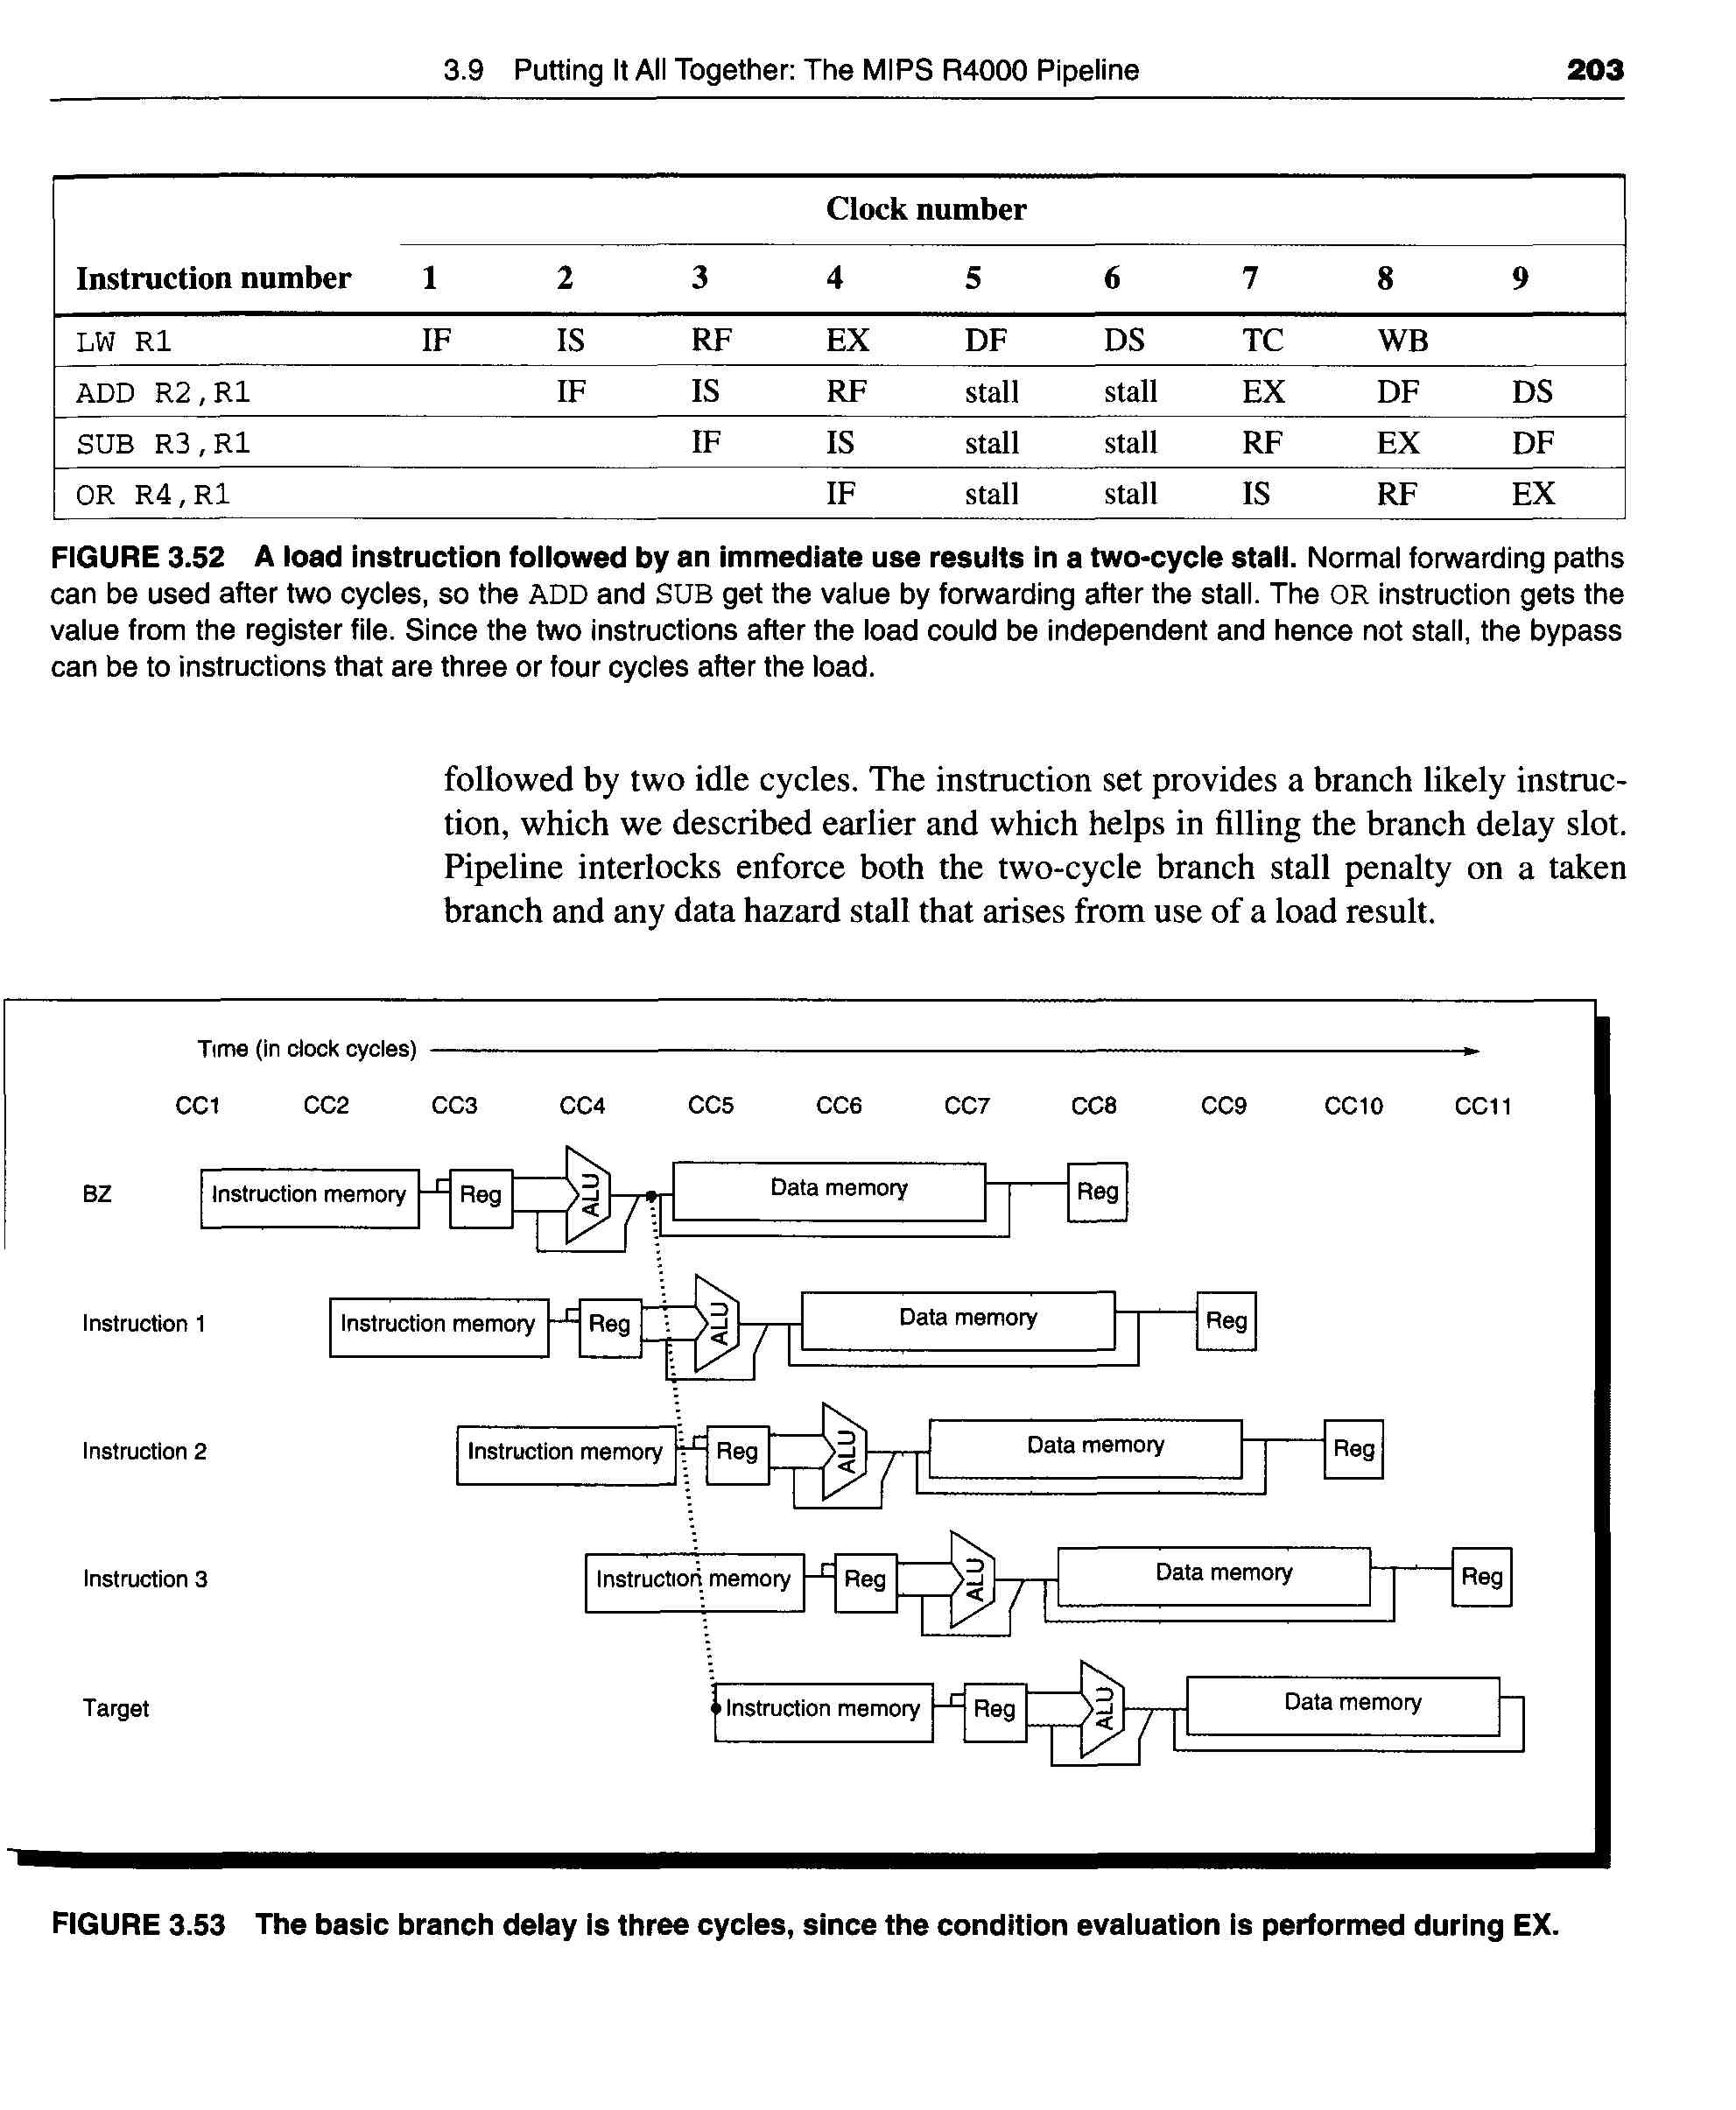 3.9 Putting It All Together: The MIPS R4000 Pipeline 203
Clock number
Instruction number 1 2 3 4 5 6 7 8 9
LW R1 IF IS RF EX DF DS TC WB
ADD R2,R1 IF IS RF stall stall EX DF DS
SUB R3,R1 IF IS stall stall RF EX DF
OR R4,R1 IF stall stall IS RF EX
FIGURE 3.52 A load instruction followed by an immediate use results in a two-cycle stall. Normal forwarding paths
can be used after two cycles, so the ADD and SUB get the value by forwarding after the stall. The OR instruction gets the
value from the register file. Since the two instructions after the load could be independent and hence not stall, the bypass
can be to instructions that are three or four cycles after the load.
followed by two idle cycles. The instruction set provides a branch likely instruc-
tion, which we described earlier and which helps in filling the branch delay slot.
Pipeline interlocks enforce both the two-cycle branch stall penalty on a taken
branch and any data hazard stall that arises from use of a load result.
Time (in clock cycles)
CC1 CC2 CC3 CC4 CC5 CC6 CC7 CC8 CC9 CC10 CC11
BZ Instruction memory Reg ALU Data memory Reg
Instruction 1 Instruction memory Reg ALU Data memory Reg
Instruction 2 Instruction memory Reg ALU Data memory Reg
Instruction 3 Instruction memory Reg ALU Data memory Reg
Target Instruction memory Reg ALU Data memory
FIGURE 3.53 The basic branch delay is three cycles, since the condition evaluation is performed during EX.